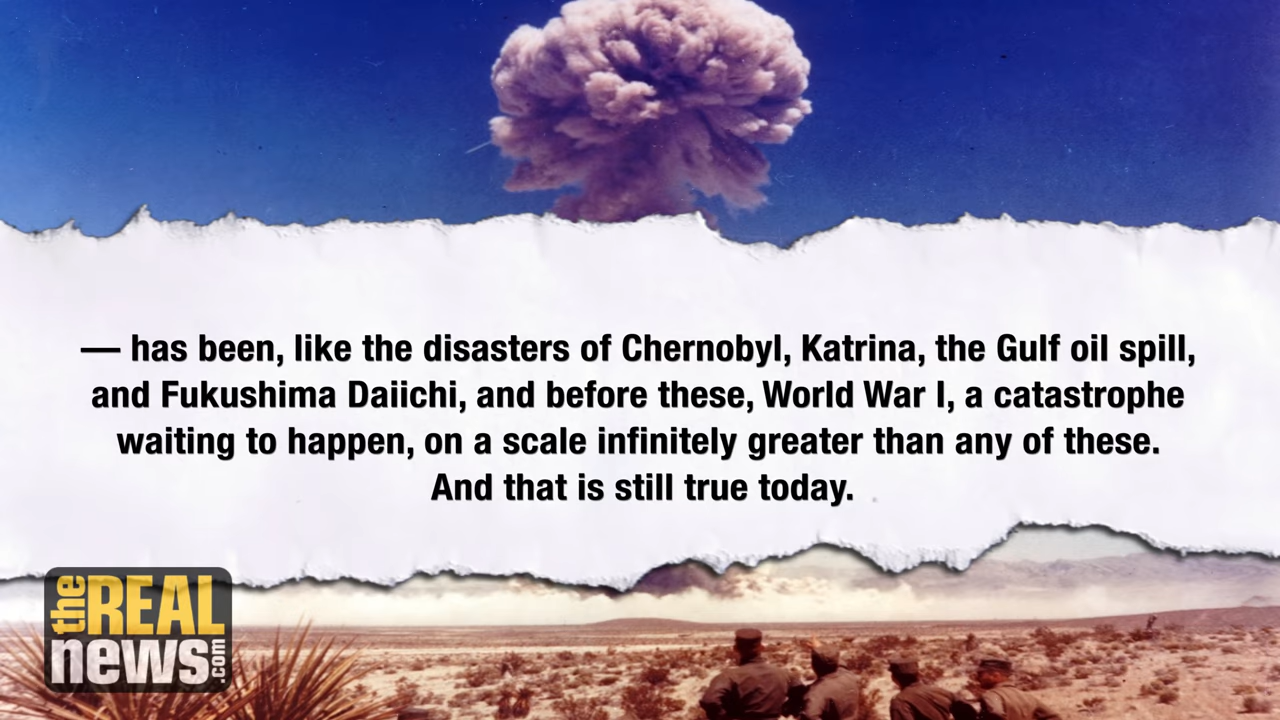 — has been, like the disasters of Chernobyl, Katrina, the Gulf oil spill,
and Fukushima Daiichi, and before these, World War I, a catastrophe
waiting to happen, on a scale infinitely greater than any of these.
And that is still true today.
the REAL
news.com